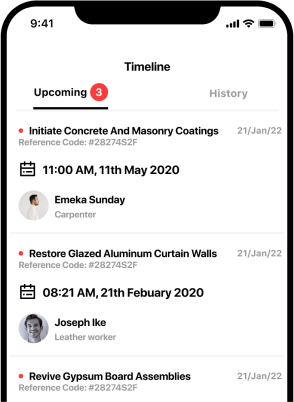 9:41
Timeline
Upcoming 3 History
Initiate Concrete And Masonry Coatings 21/Jan/22
Reference Code: #28274S2F
11:00 AM, 11th May 2020
Emeka Sunday
Carpenter
Restore Glazed Aluminum Curtain Walls 21/Jan/22
Reference Code: #28274S2F
08:21 AM, 21th Febuary 2020
Joseph Ike
Leather worker
Revive Gypsum Board Assemblies 21/Jan/22
Reference Code: #28274S2F